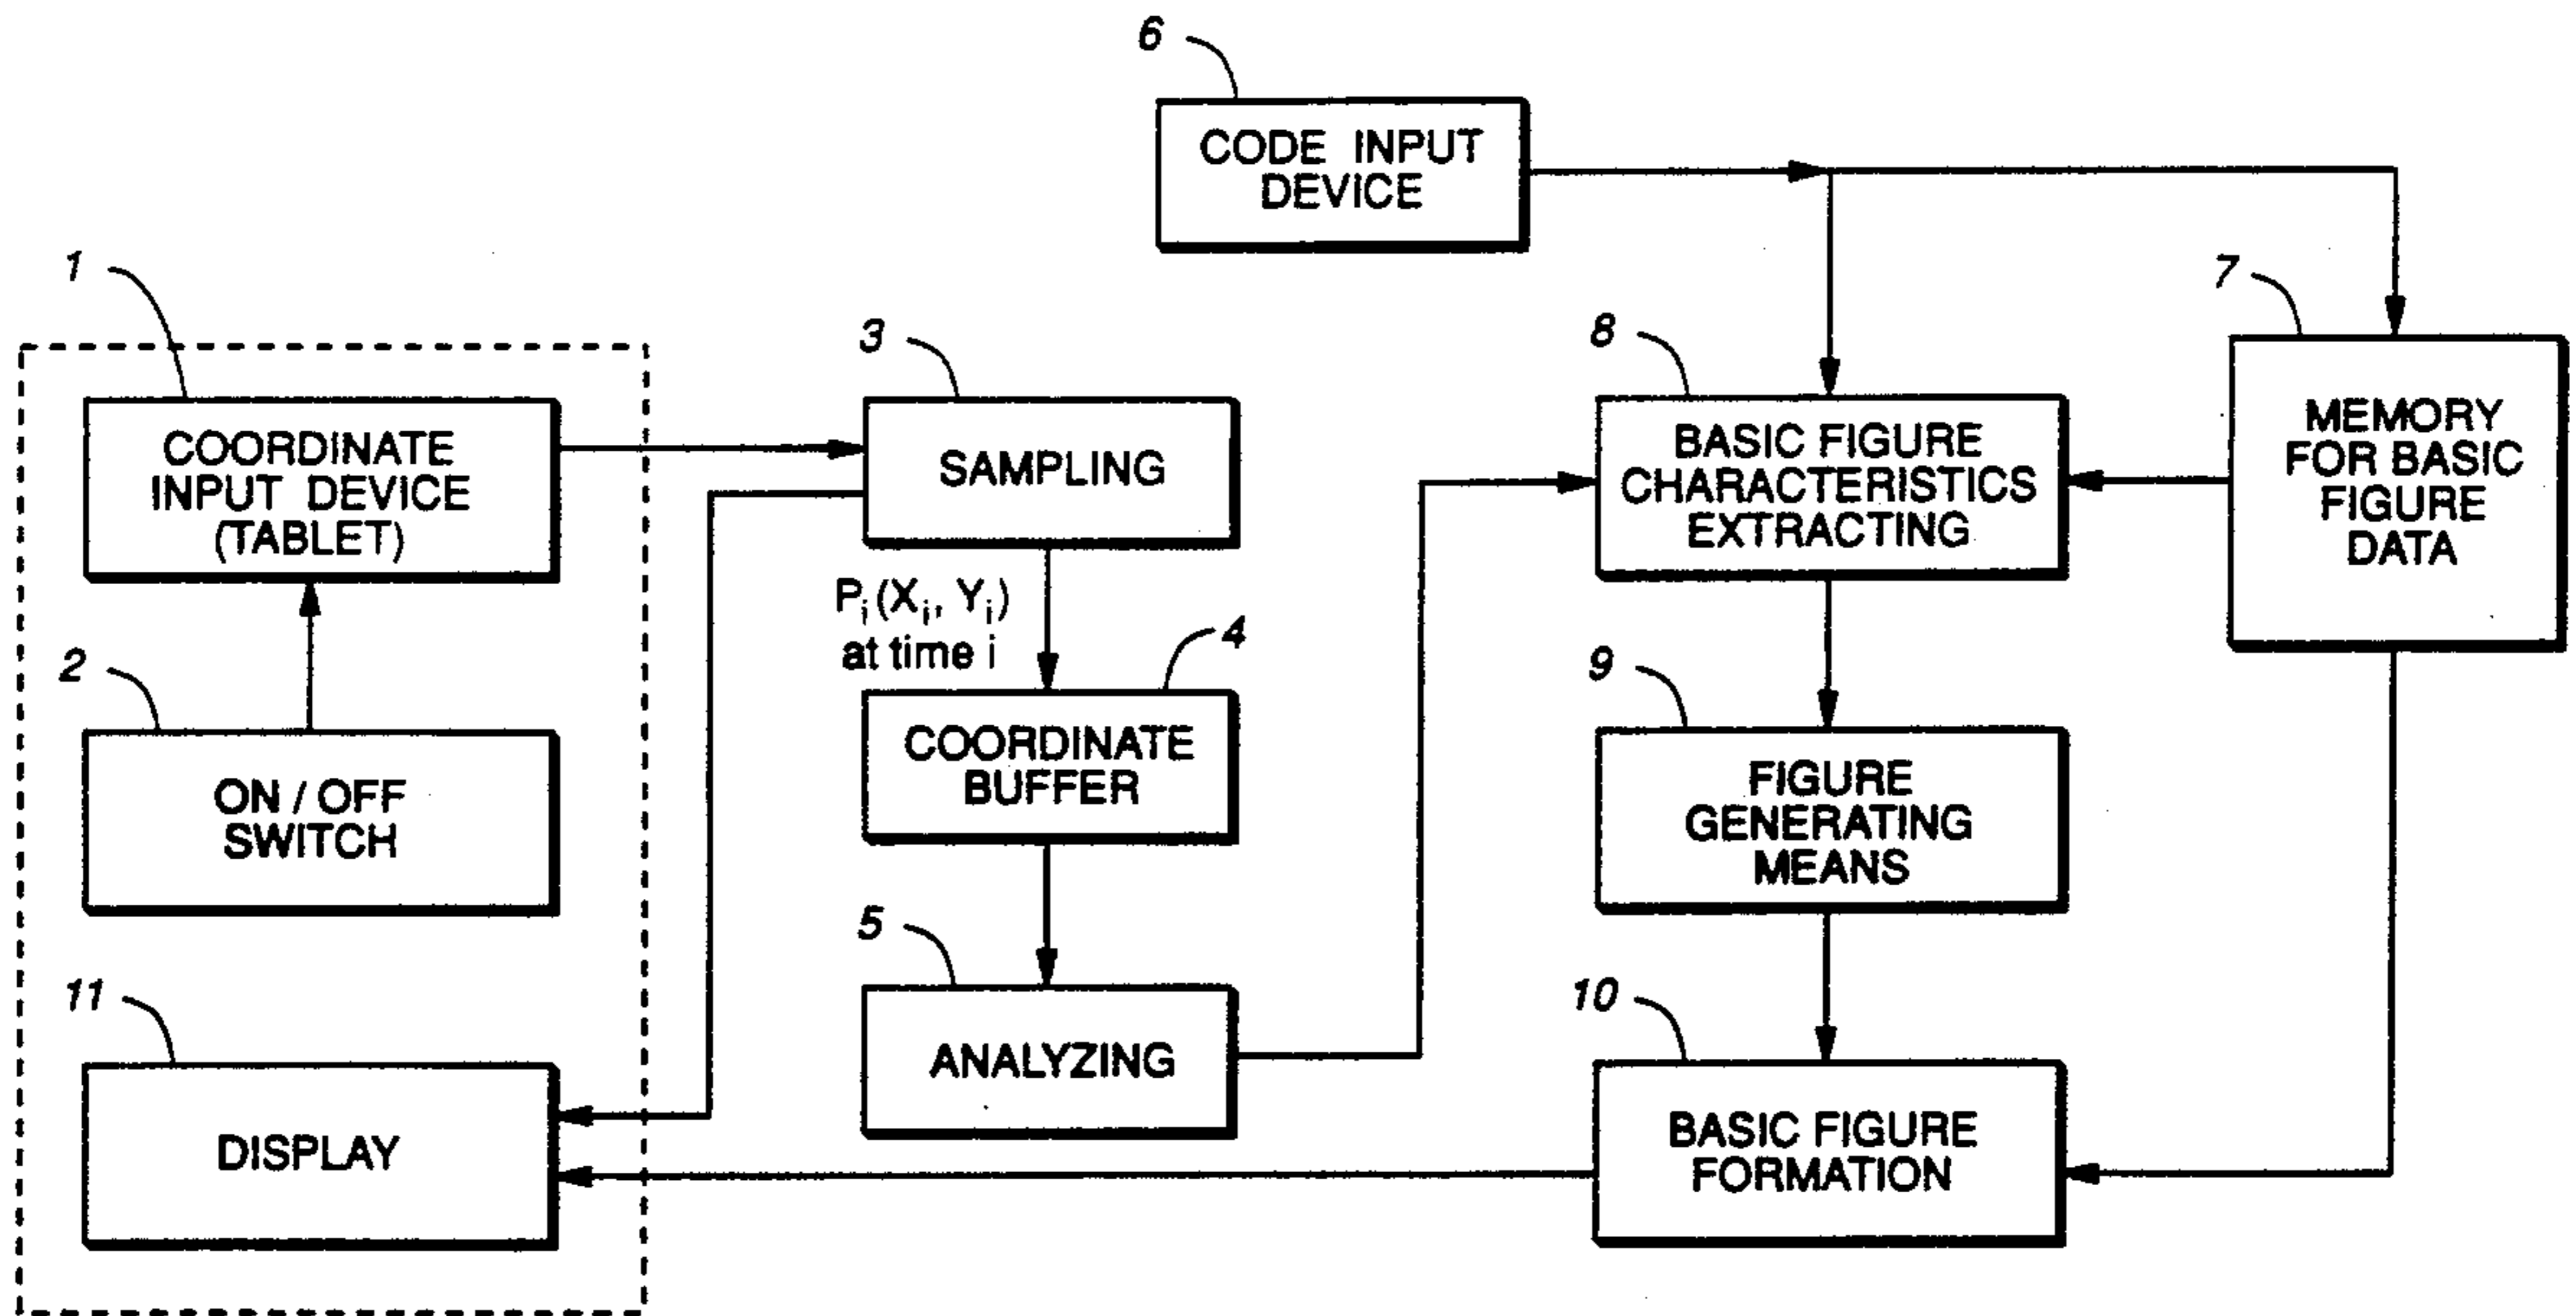 6
CODE INPUT
DEVICE
1
COORDINATE
INPUT DEVICE
(TABLET)
2
ON / OFF
SWITCH
11
DISPLAY
3
SAMPLING
Pi (Xi, Yi)
at time i
4
COORDINATE
BUFFER
5
ANALYZING
8
BASIC FIGURE
CHARACTERISTICS
EXTRACTING
7
MEMORY
FOR BASIC
FIGURE
DATA
9
FIGURE
GENERATING
MEANS
10
BASIC FIGURE
FORMATION